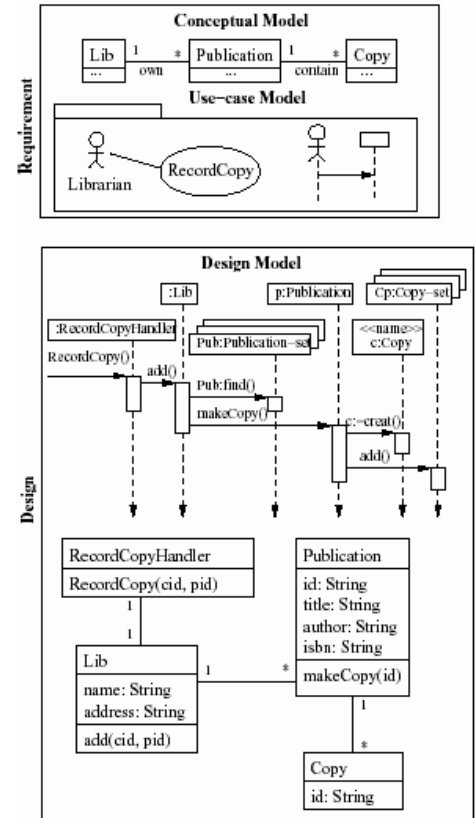 Conceptual Model
Lib 1 * Publication 1 * Copy
... own ... contain ...
Use-case Model
Requirement
Librarian
RecordCopy
Design Model
:Lib p:Publication Cp:Copy-set
:RecordCopyHandler Pub:Publication-set <<name>>
c:Copy
RecordCopy()
add()
Pub:find()
makeCopy()
c:-creat()
add()
Design
RecordCopyHandler
RecordCopy(cid, pid)
1
1
Lib
name: String
address: String
add(cid, pid)
1 *
Publication
id: String
title: String
author: String
isbn: String
makeCopy(id)
1
*
Copy
id: String